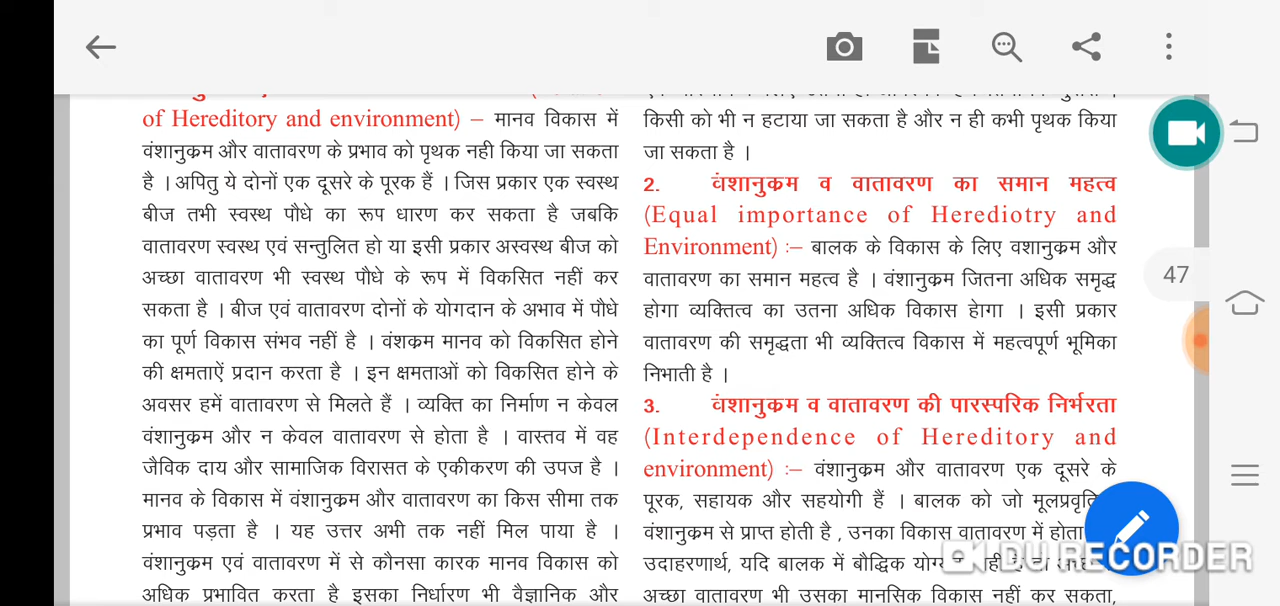 of Hereditory and environment) – मानव विकास में
वंशानुक्रम और वातावरण के प्रभाव को पृथक नही किया जा सकता
है । अपितु ये दोनों एक दूसरे के पूरक हैं । जिस प्रकार एक स्वस्थ
बीज तभी स्वस्थ पौधे का रूप धारण कर सकता है जबकि
वातावरण स्वस्थ एवं सन्तुलित हो या इसी प्रकार अस्वस्थ बीज को
अच्छा वातावरण भी स्वस्थ पौधे के रूप में विकसित नहीं कर
सकता है । बीज एवं वातावरण दोनों के योगदान के अभाव में पौधे
का पूर्ण विकास संभव नहीं है । वंशक्रम मानव को विकसित होने
की क्षमताऐं प्रदान करता है । इन क्षमताओं को विकसित होने के
अवसर हमें वातावरण से मिलते हैं । व्यक्ति का निर्माण न केवल
वंशानुक्रम और न केवल वातावरण से होता है । वास्तव में वह
जैविक दाय और सामाजिक विरासत के एकीकरण की उपज है ।
मानव के विकास में वंशानुक्रम और वातावरण का किस सीमा तक
प्रभाव पड़ता है । यह उत्तर अभी तक नहीं मिल पाया है ।
वंशानुक्रम एवं वातावरण में से कौनसा कारक मानव विकास को
अधिक प्रभावित करता है इसका निर्धारण भी वैज्ञानिक और
किसी को भी न हटाया जा सकता है और न ही कभी पृथक किया
जा सकता है ।
2. वंशानुक्रम व वातावरण का समान महत्व
(Equal importance of Herediotry and
Environment) :– बालक के विकास के लिए वशानुक्रम और
वातावरण का समान महत्व है । वंशानुक्रम जितना अधिक समृद्ध
होगा व्यक्तित्व का उतना अधिक विकास हेागा । इसी प्रकार
वातावरण की समृद्धता भी व्यक्तित्व विकास में महत्वपूर्ण भूमिका
निभाती है ।
3. वंशानुक्रम व वातावरण की पारस्परिक निर्भरता
(Interdependence of Hereditory and
environment) :– वंशानुक्रम और वातावरण एक दूसरे के
पूरक, सहायक और सहयोगी हैं । बालक को जो
वंशानुक्रम से प्राप्त होती है , उनका विकास वातावरण में होता
उदाहरणार्थ, यदि बालक में बौद्धिक
अच्छा वातावरण भी उसका मानसिक विकास नहीं कर सकता,
47
DU RECORDER